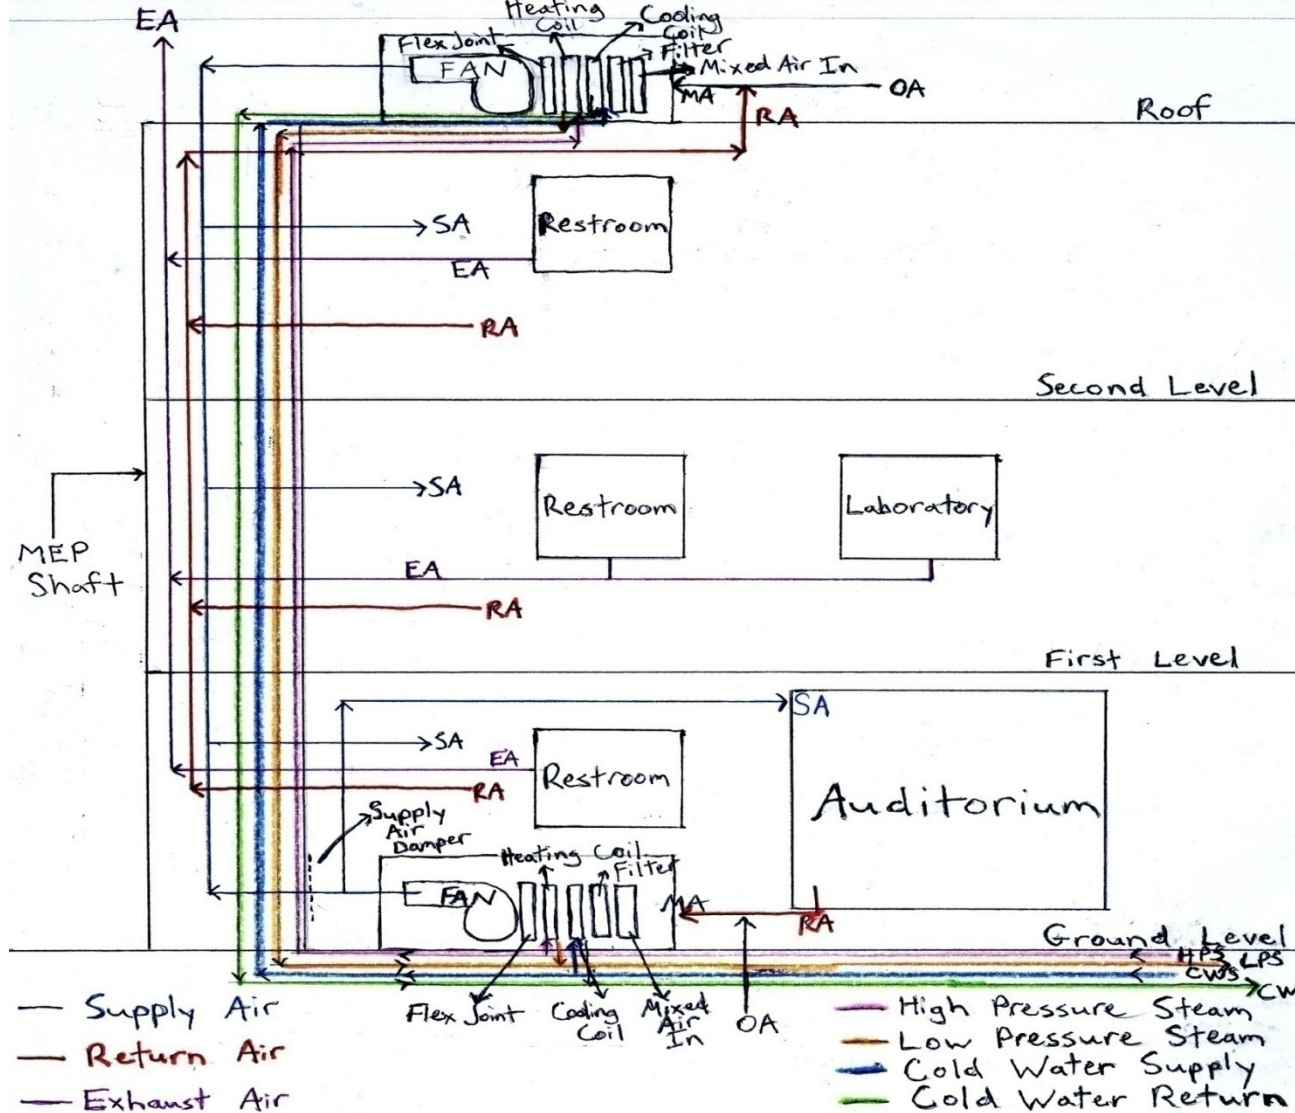 EA
Heating
Coil
Cooling
Coil
Flex Joint
Filter
FAN
Mixed Air In
MA
OA
RA
Roof
SA
Restroom
EA
RA
Second Level
SA
Restroom
Laboratory
MEP
Shaft
EA
RA
First Level
SA
SA
EA
Restroom
RA
Auditorium
Supply
Air
Damper
Heating Coil
Filter
FAN
MA
RA
Ground Level
HPS
LPS
CWS
CW
Flex Joint
Cooling
Coil
Mixed
Air
In
OA
Supply Air
Return Air
Exhaust Air
High Pressure Steam
Low Pressure Steam
Cold Water Supply
Cold Water Return